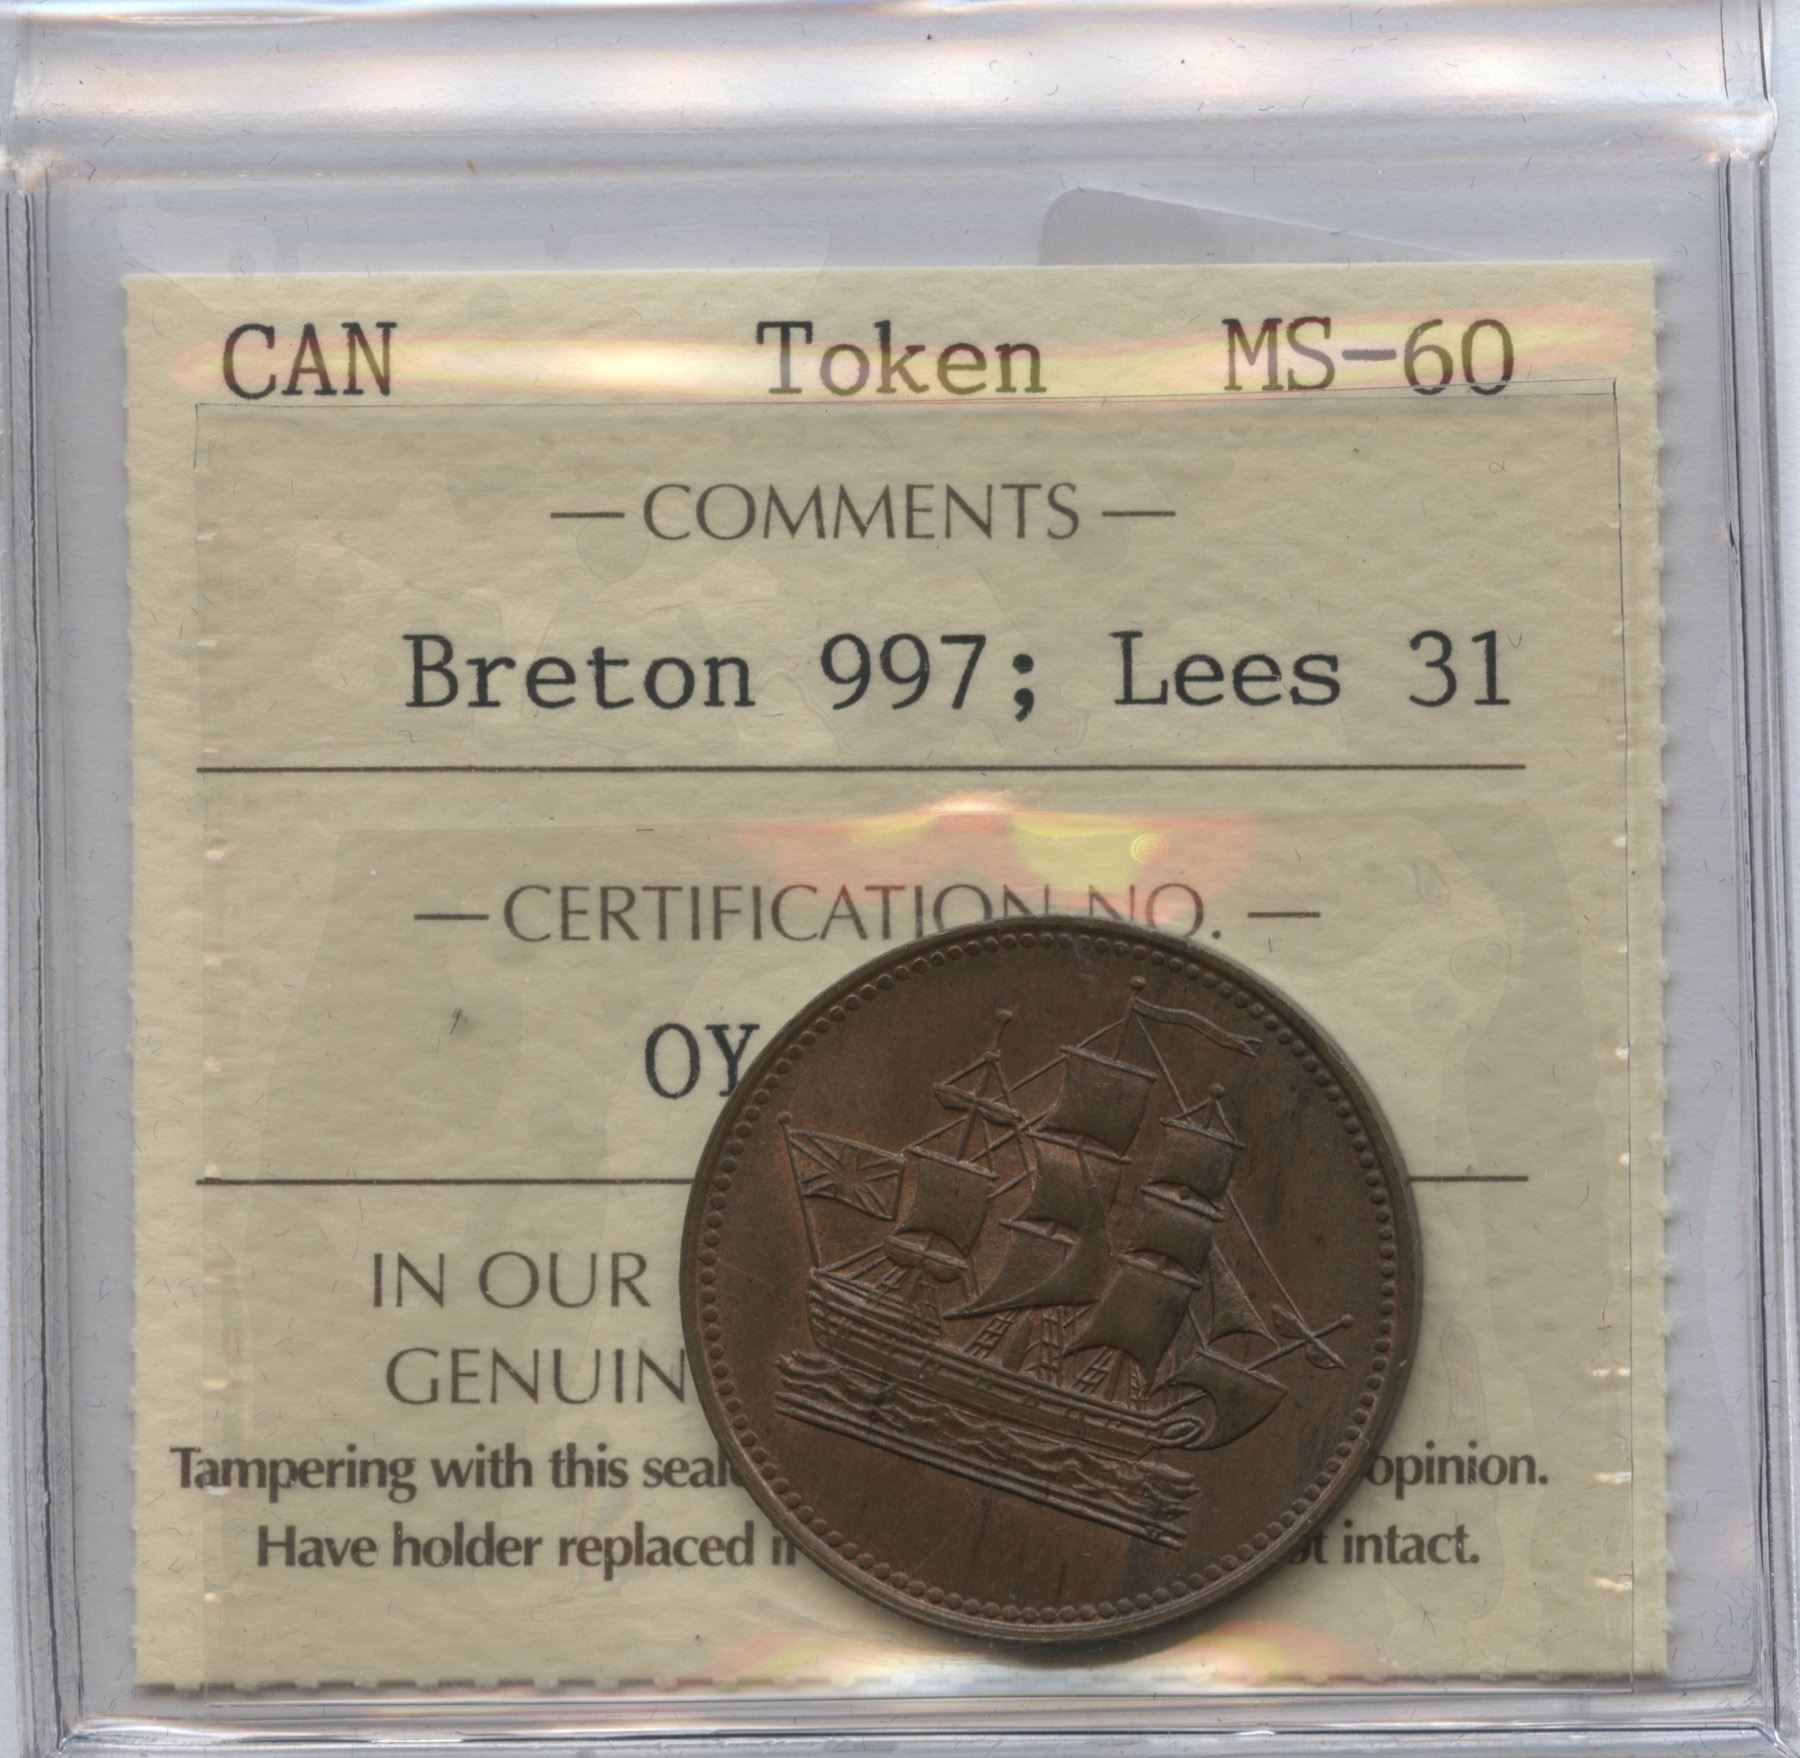 CAN Token MS-60
— COMMENTS —
Breton 997; Lees 31
— CERTIFICATION NO. —
OY
IN OUR
GENUIN
Tampering with this seal opinion.
Have holder replaced intact.